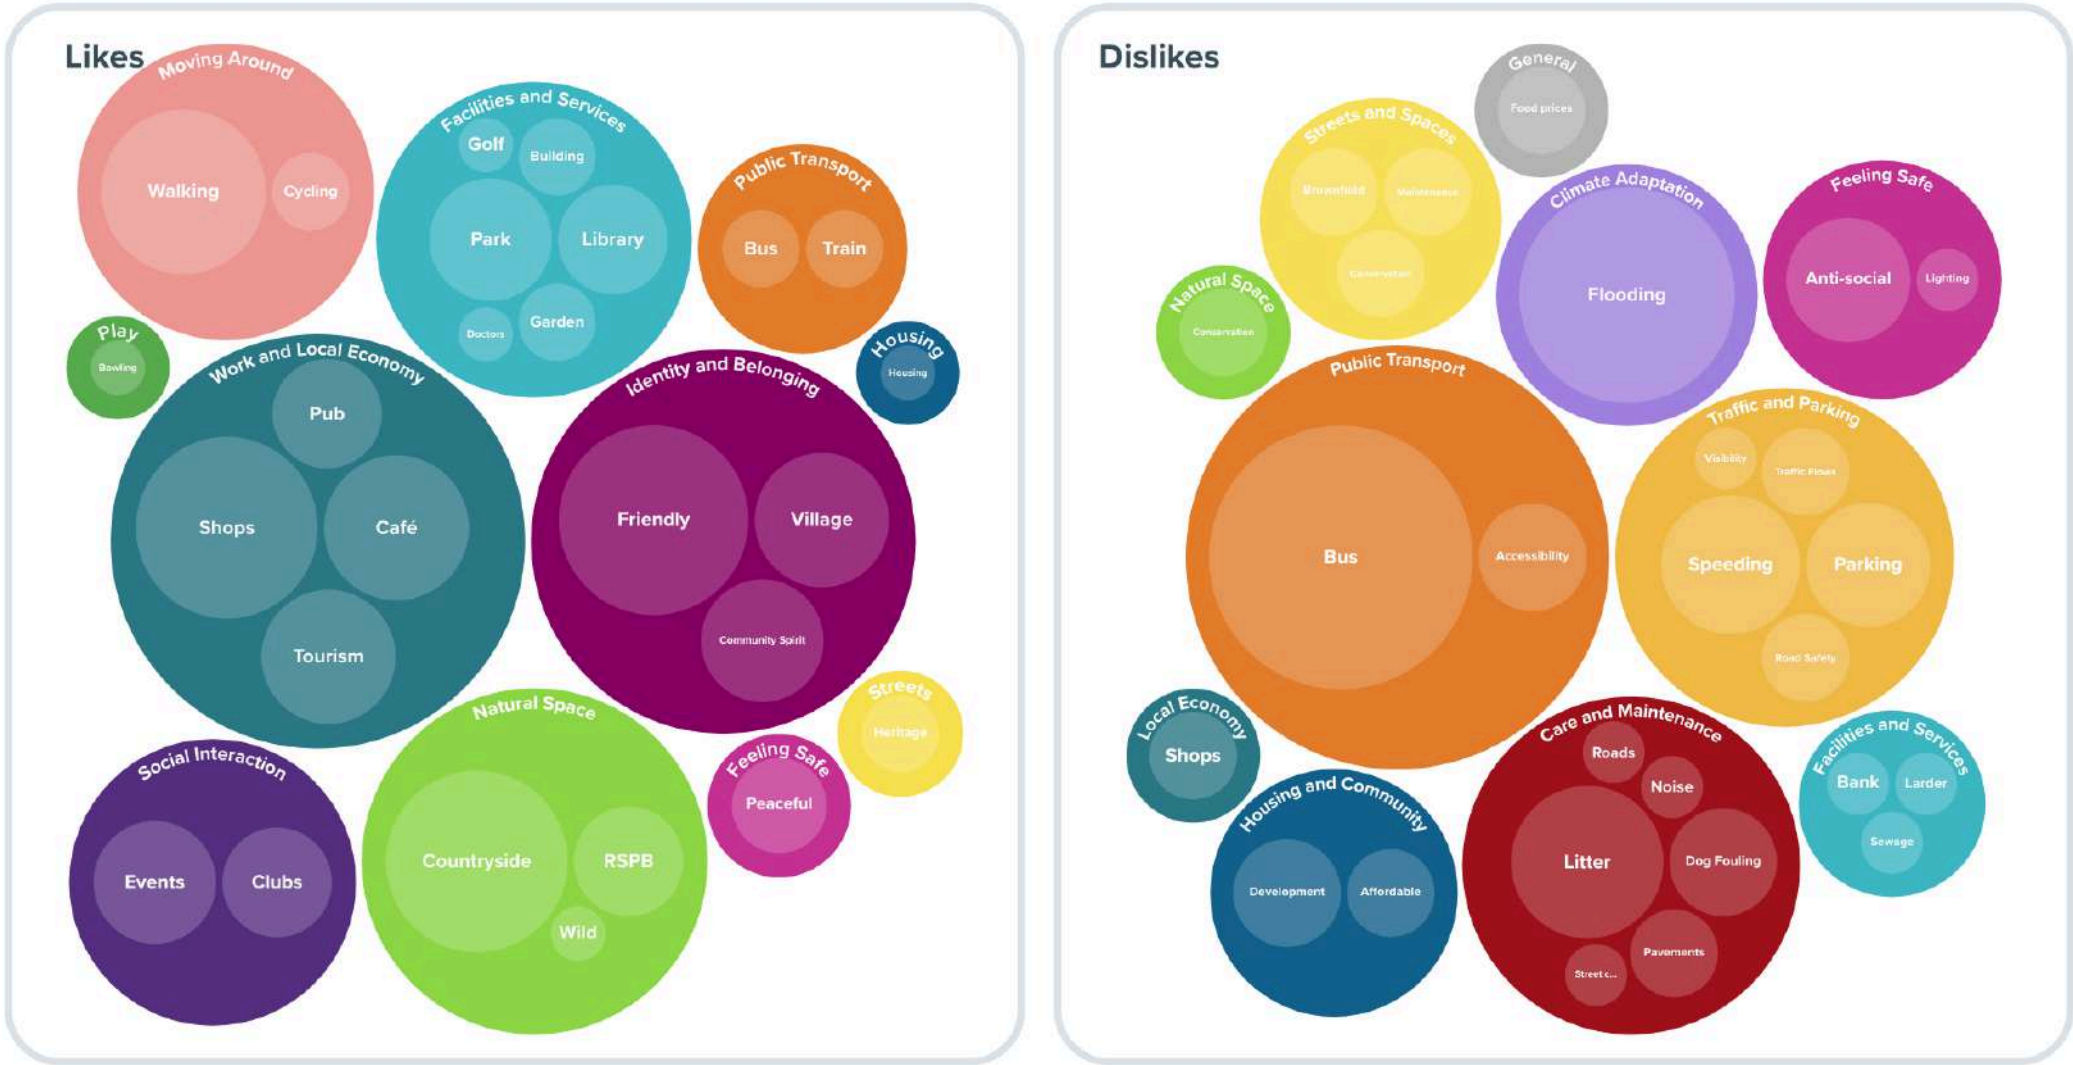 Likes
Moving Around
Walking
Cycling
Facilities and Services
Golf
Building
Park
Library
Doctors
Garden
Public Transport
Bus
Train
Play
Bowling
Housing
Housing
Work and Local Economy
Pub
Shops
Café
Tourism
Identity and Belonging
Friendly
Village
Community Spirit
Streets
Heritage
Feeling Safe
Peaceful
Natural Space
Countryside
RSPB
Wild
Social Interaction
Events
Clubs
Dislikes
General
Food prices
Streets and Spaces
Brownfield
Maintenance
Conservation
Climate Adaptation
Flooding
Feeling Safe
Anti-social
Lighting
Natural Space
Conservation
Public Transport
Bus
Accessibility
Traffic and Parking
Visibility
Traffic Flows
Speeding
Parking
Road Safety
Local Economy
Shops
Housing and Community
Development
Affordable
Care and Maintenance
Roads
Noise
Litter
Dog Fouling
Pavements
Street c...
Facilities and Services
Bank
Larder
Sewage